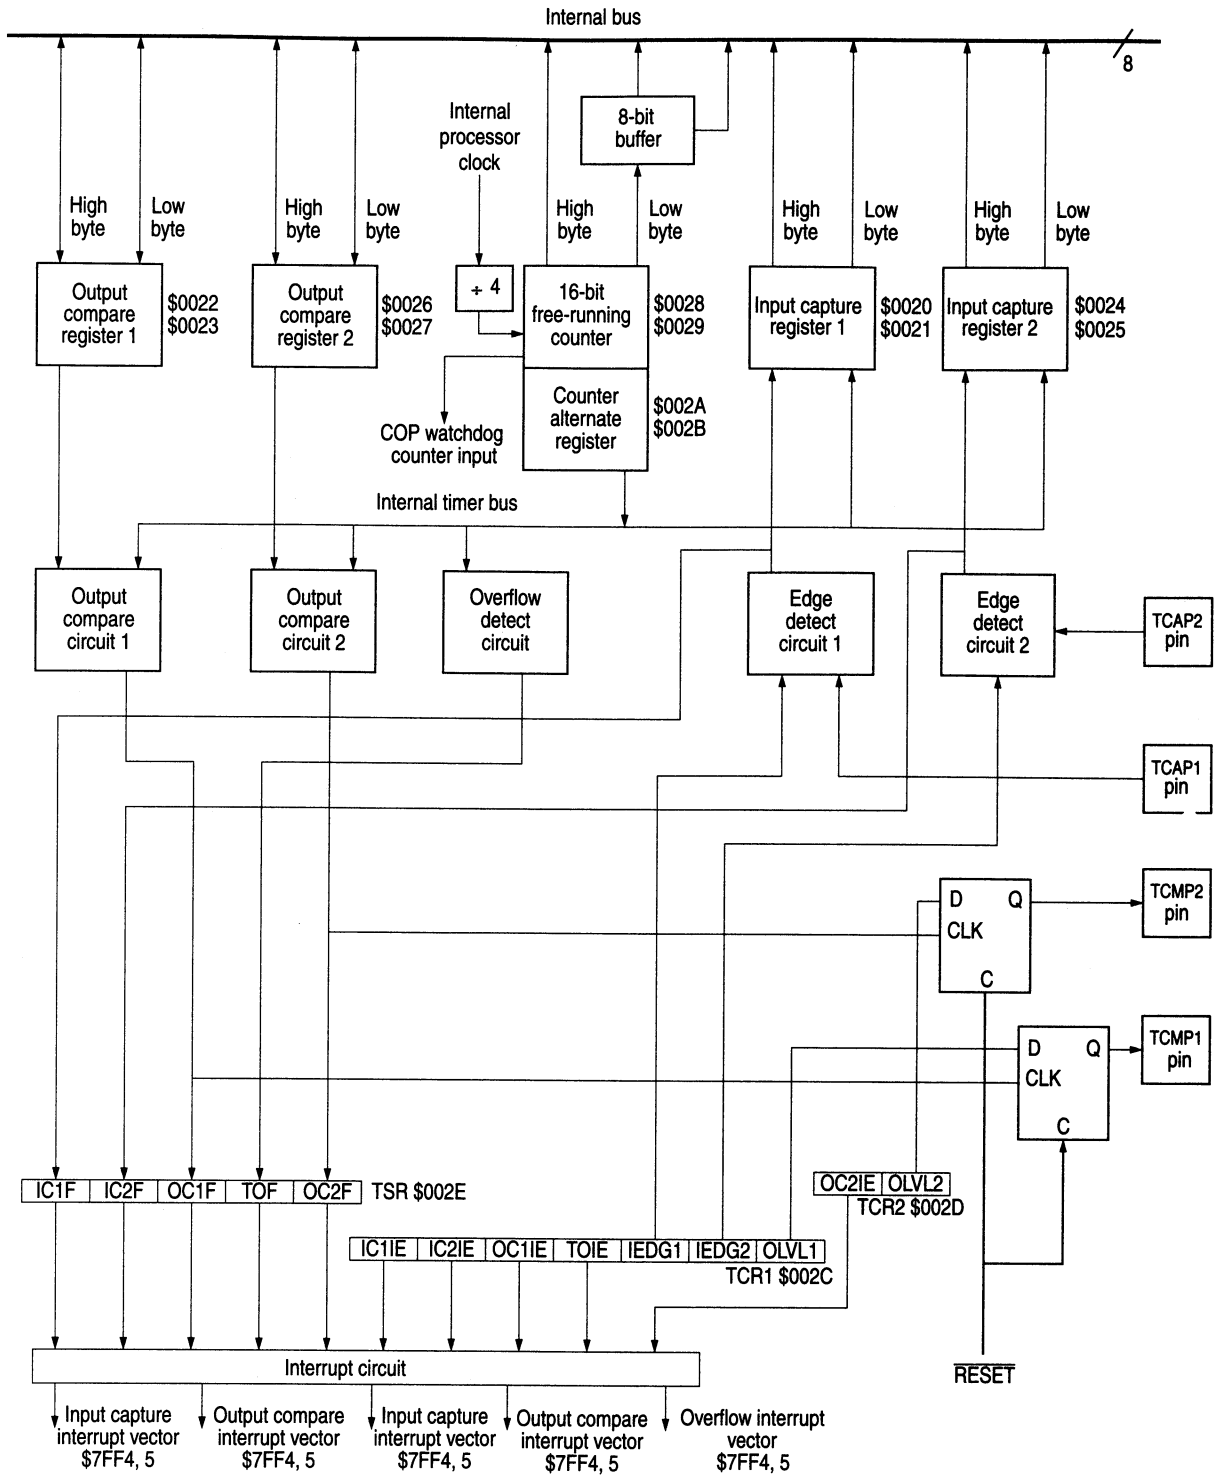 Internal bus
8
8-bit
buffer
Internal
processor
clock
High
byte
Low
byte
High
byte
Low
byte
High
byte
Low
byte
High
byte
Low
byte
High
byte
Low
byte
Output
compare
register 1
$0022
$0023
Output
compare
register 2
$0026
$0027
÷ 4
16-bit
free-running
counter
$0028
$0029
Input capture
register 1
$0020
$0021
Input capture
register 2
$0024
$0025
Counter
alternate
register
$002A
$002B
COP watchdog
counter input
Internal timer bus
Output
compare
circuit 1
Output
compare
circuit 2
Overflow
detect
circuit
Edge
detect
circuit 1
Edge
detect
circuit 2
TCAP2
pin
TCAP1
pin
D Q
CLK
C
TCMP2
pin
D Q
CLK
C
TCMP1
pin
IC1F IC2F OC1F TOF OC2F TSR $002E
OC2IE OLVL2
TCR2 $002D
IC1IE IC2IE OC1IE TOIE IEDG1 IEDG2 OLVL1
TCR1 $002C
Interrupt circuit
RESET
Input capture
interrupt vector
$7FF4, 5
Output compare
interrupt vector
$7FF4, 5
Input capture
interrupt vector
$7FF4, 5
Output compare
interrupt vector
$7FF4, 5
Overflow interrupt
vector
$7FF4, 5